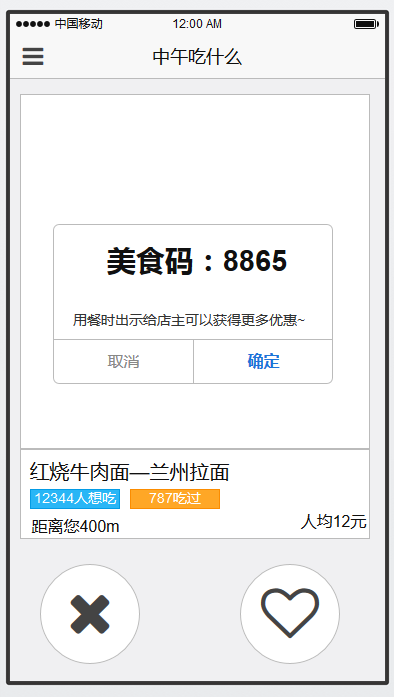 中国移动 12:00 AM
中午吃什么
美食码：8865
用餐时出示给店主可以获得更多优惠~
取消 确定
红烧牛肉面—兰州拉面
12344人想吃 787吃过
距离您400m 人均12元